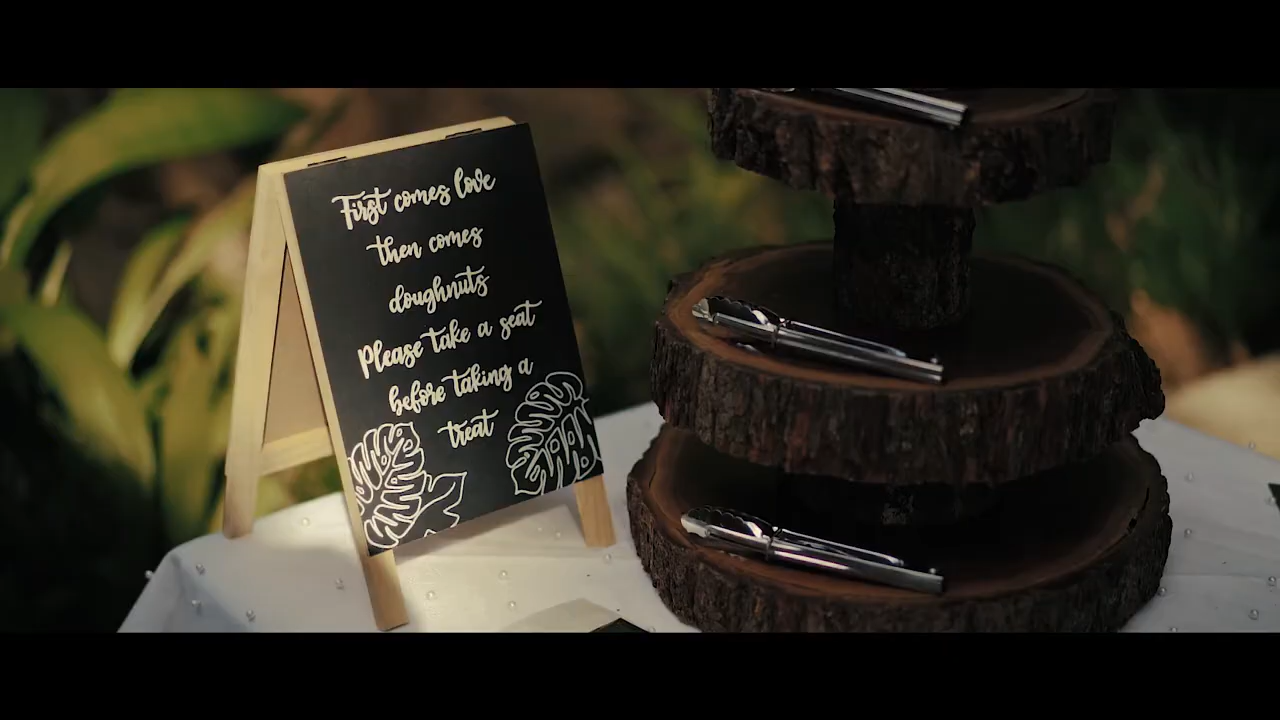 First comes love
then comes
doughnuts
Please take a seat
before taking a
treat